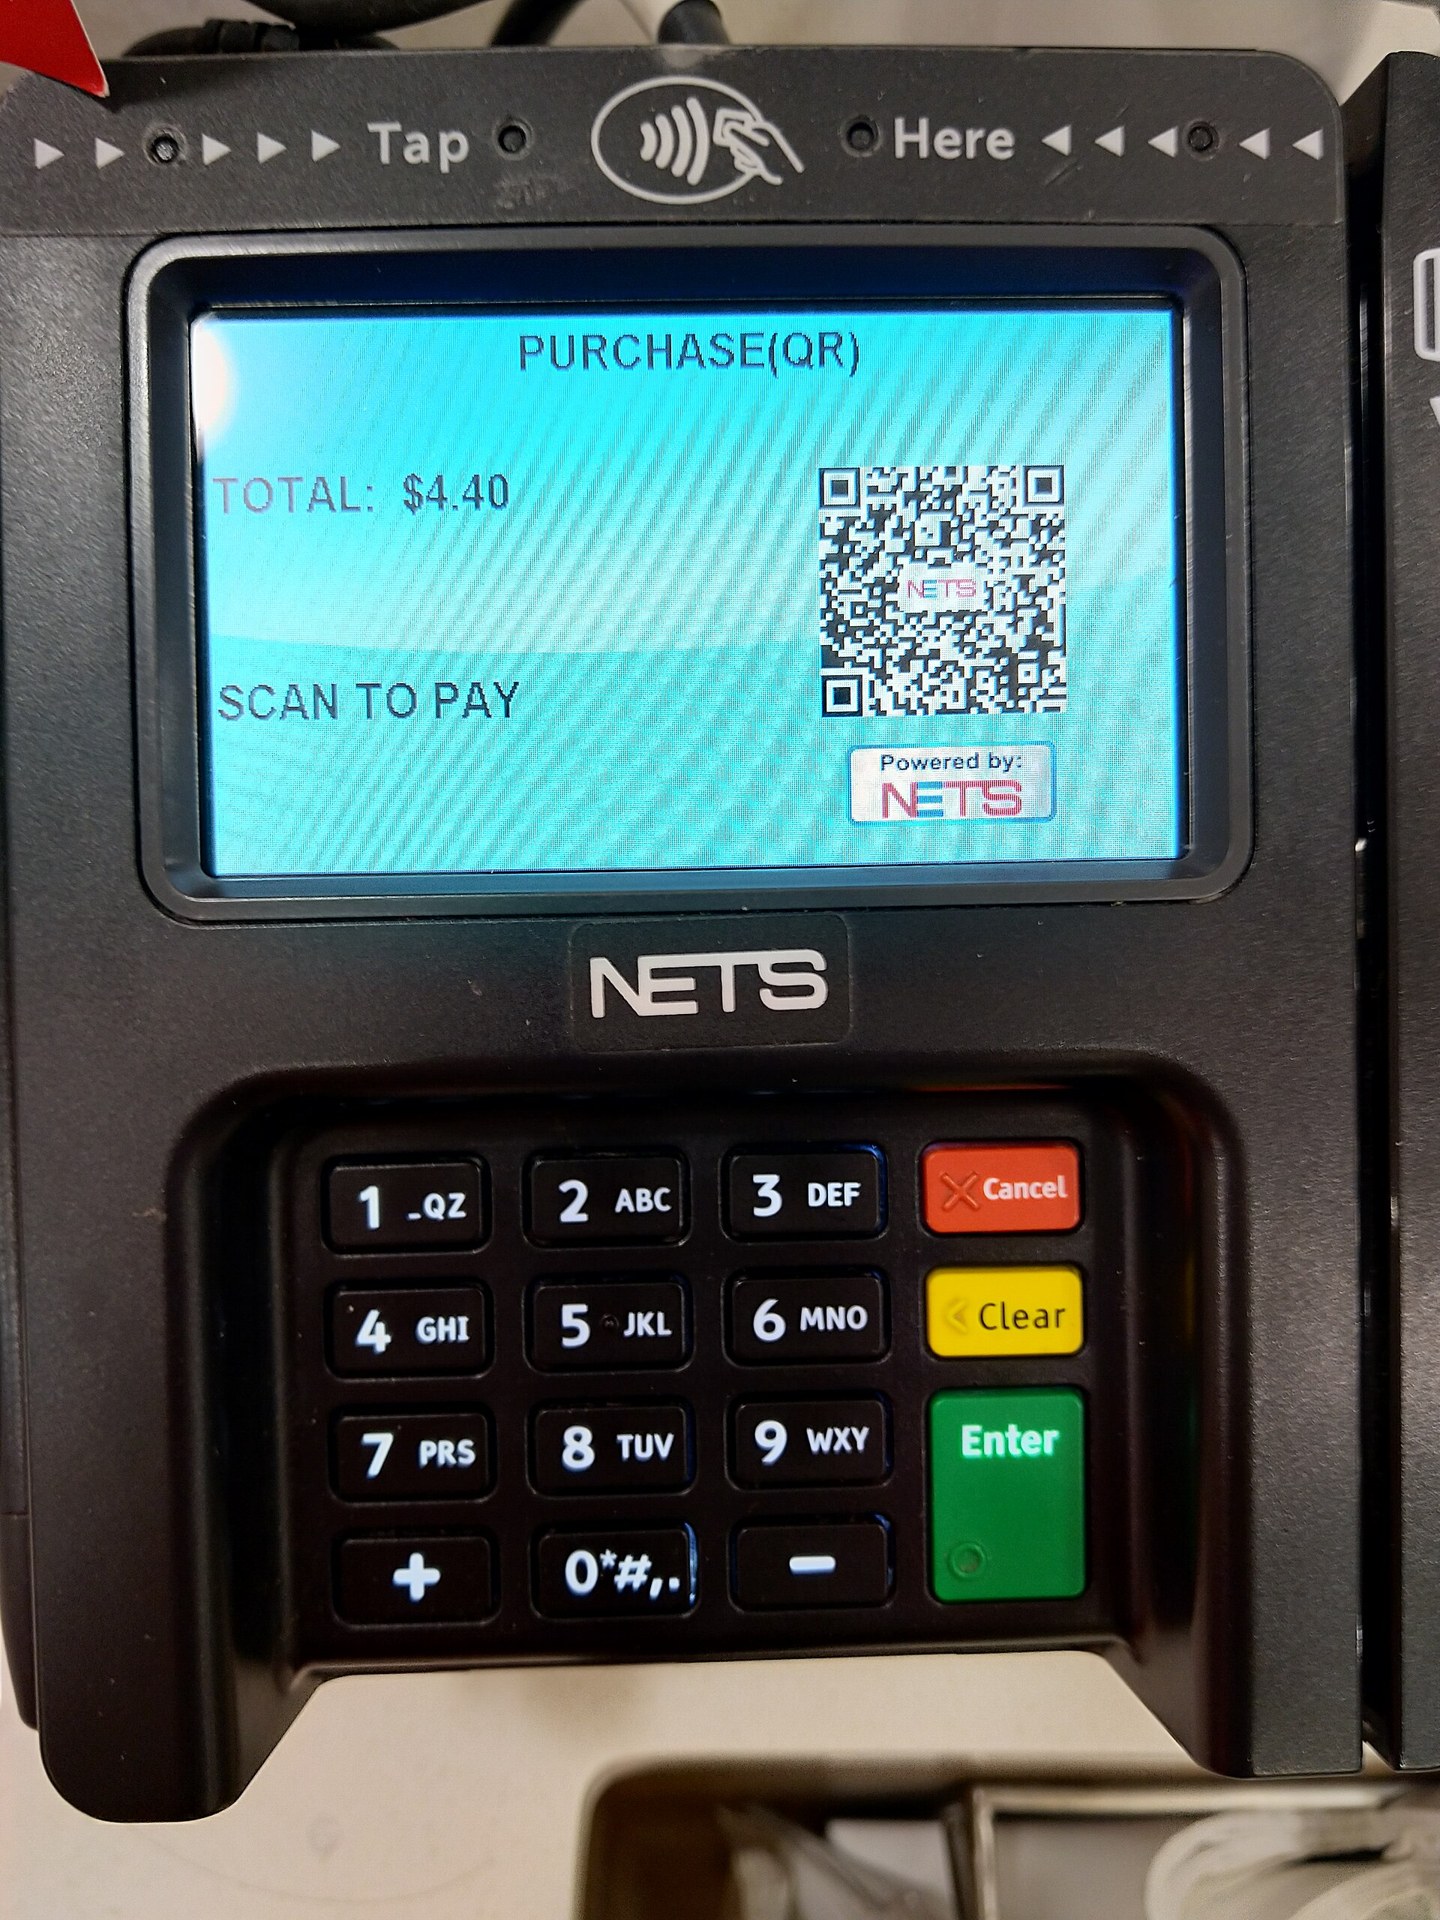 Tap Here
PURCHASE(QR)
TOTAL: $4.40
NETS
SCAN TO PAY
Powered by:
NETS
NETS
1 _QZ 2 ABC 3 DEF Cancel
4 GHI 5 JKL 6 MNO < Clear
7 PRS 8 TUV 9 WXY Enter
+ 0*#,. -